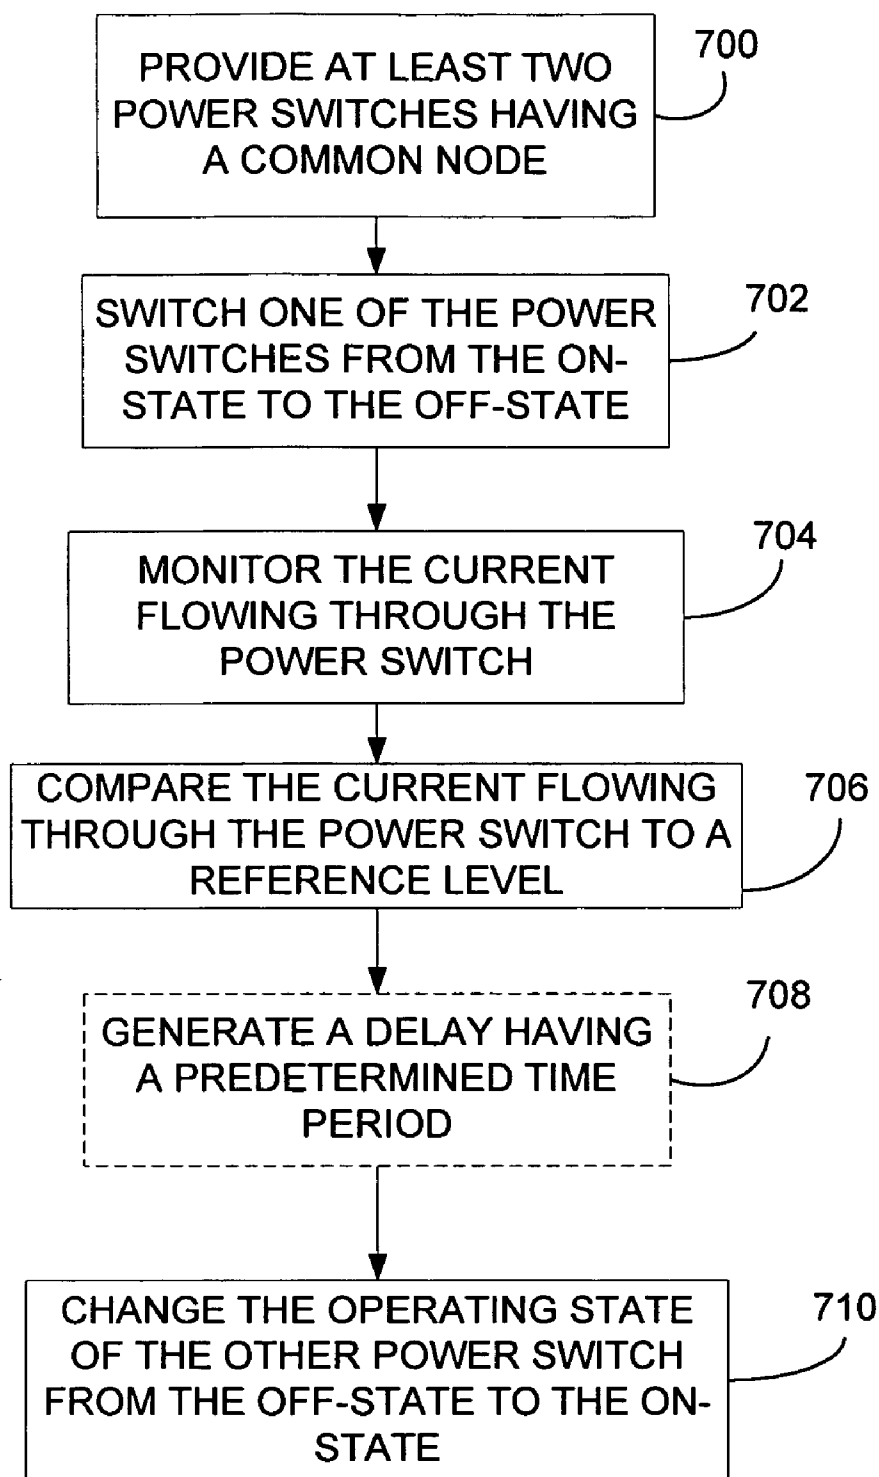 PROVIDE AT LEAST TWO
POWER SWITCHES HAVING
A COMMON NODE
700
SWITCH ONE OF THE POWER
SWITCHES FROM THE ON-
STATE TO THE OFF-STATE
702
MONITOR THE CURRENT
FLOWING THROUGH THE
POWER SWITCH
704
COMPARE THE CURRENT FLOWING
THROUGH THE POWER SWITCH TO A
REFERENCE LEVEL
706
GENERATE A DELAY HAVING
A PREDETERMINED TIME
PERIOD
708
CHANGE THE OPERATING STATE
OF THE OTHER POWER SWITCH
FROM THE OFF-STATE TO THE ON-
STATE
710